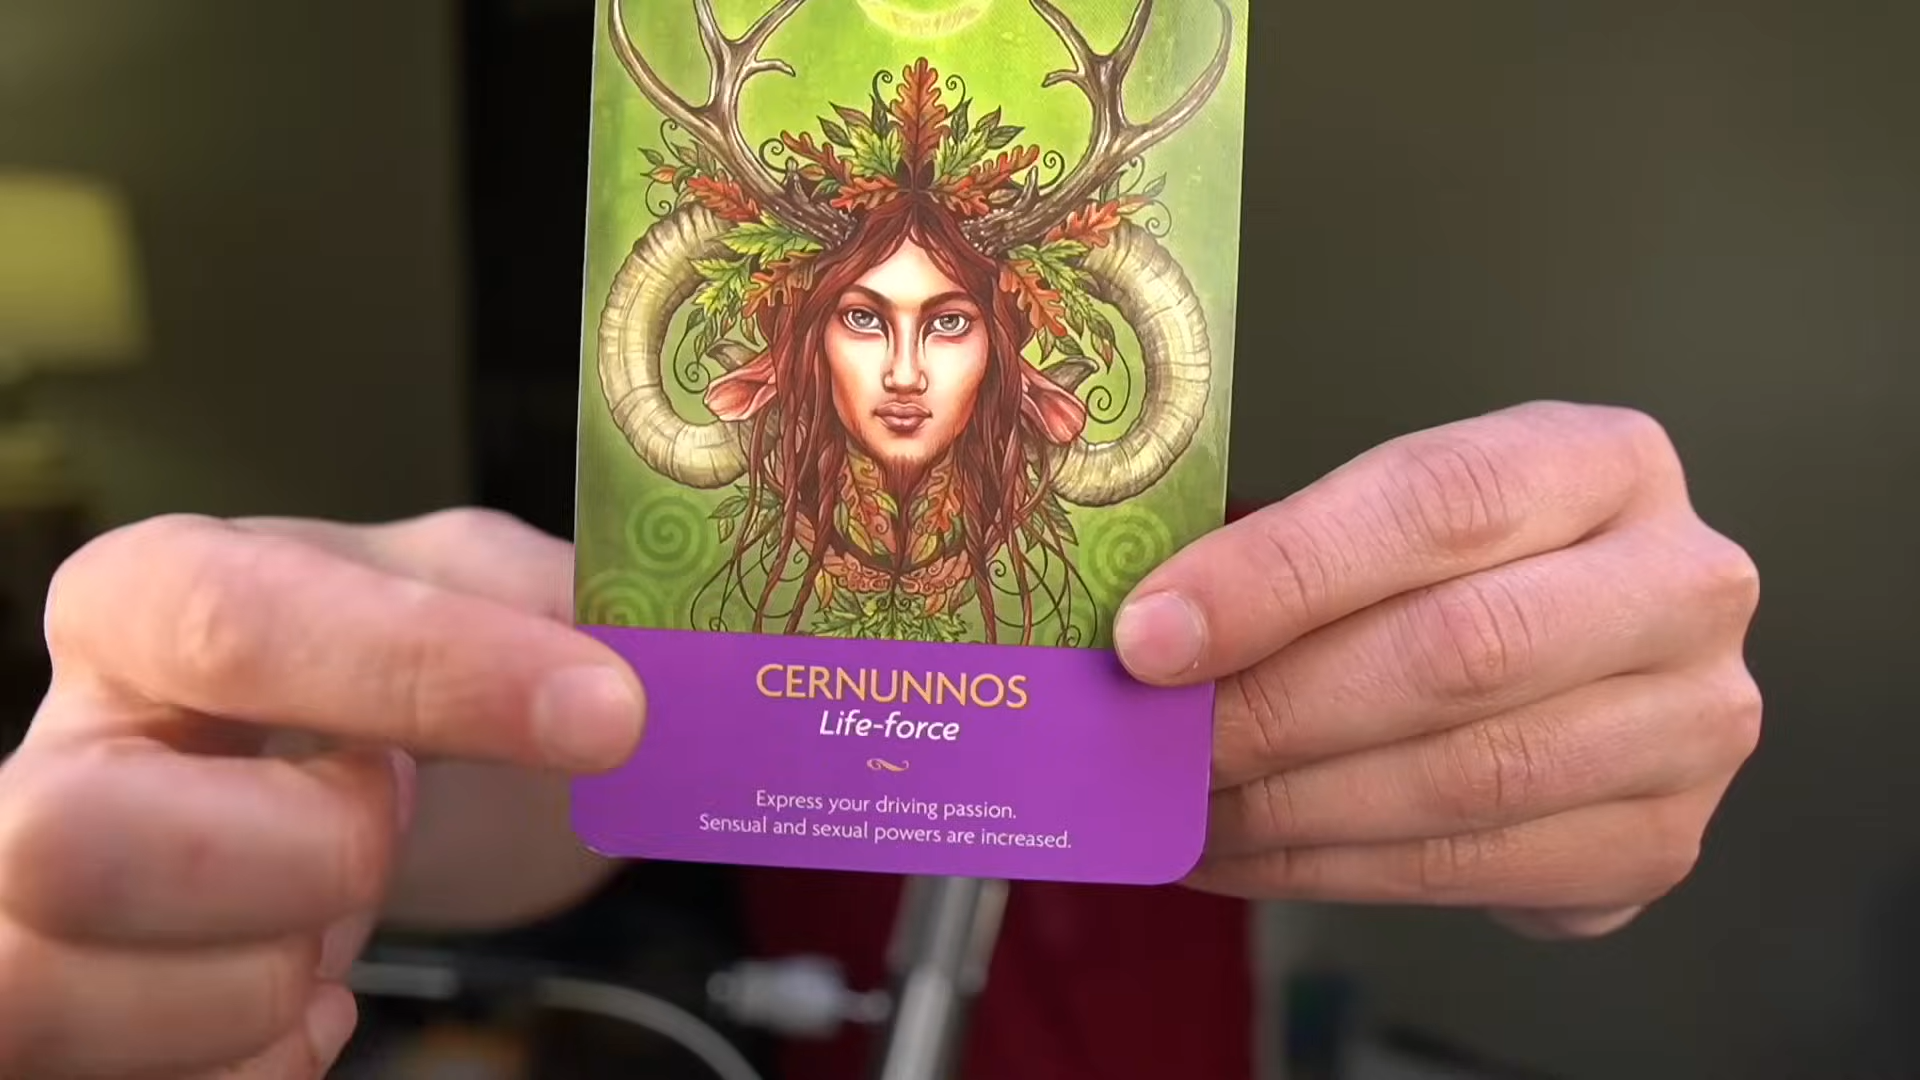 CERNUNNOS
Life-force
Express your driving passion.
Sensual and sexual powers are increased.